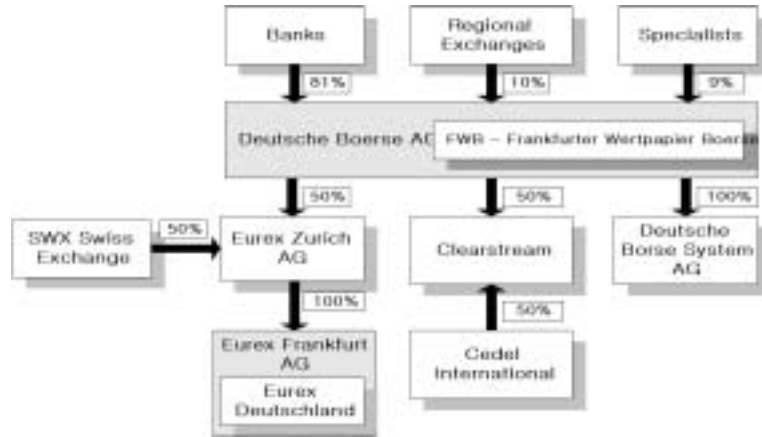 Banks
Regional
Exchanges
Specialists
81%
10%
9%
Deutsche Boerse AG
FWB - Frankfurter Wertpapier Boerse
50%
50%
100%
SWX Swiss
Exchange
50%
Eurex Zurich
AG
Clearstream
Deutsche
Borse System
AG
100%
50%
Eurex Frankfurt
AG
Eurex
Deutschland
Cedel
International